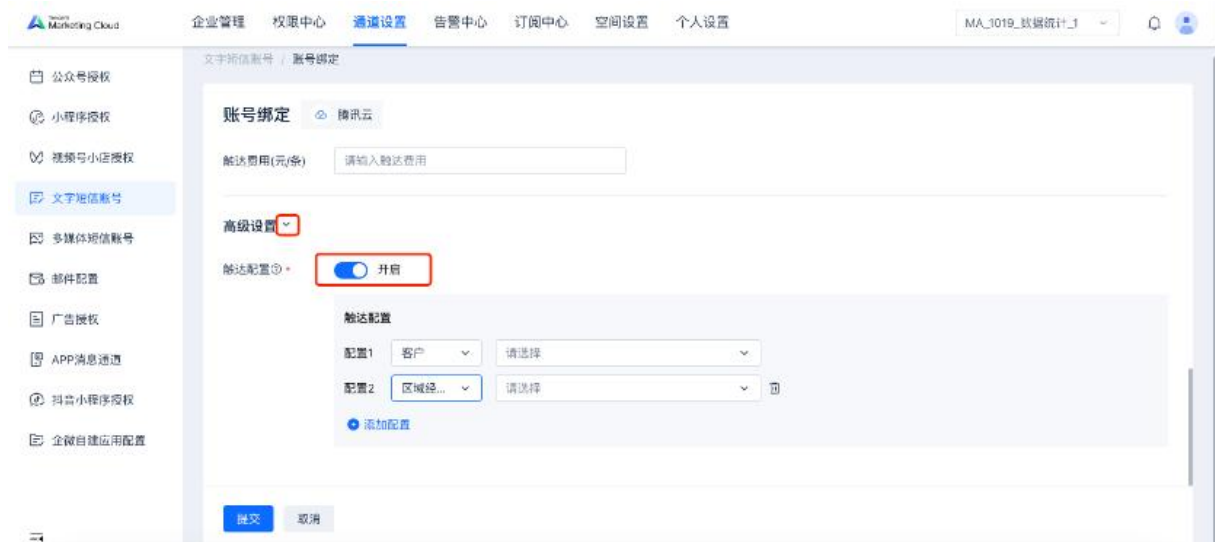 Marketing Cloud
企业管理 权限中心 通道设置 告警中心 订阅中心 空间设置 个人设置 MA_1019_数据统计_1
文字短信账号 / 账号绑定
公众号授权
小程序授权
视频号小店授权
文字短信账号
多媒体短信账号
邮件配置
广告授权
APP消息通道
抖音小程序授权
企微自建应用配置
账号绑定 腾讯云
触达费用(元/条) 请输入触达费用
高级设置
触达配置 * 开启
触达配置
配置1 客户 请选择
配置2 区域经... 请选择
添加配置
提交 取消